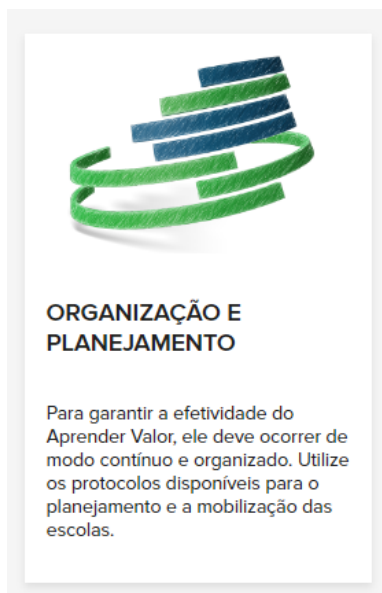 ORGANIZAÇÃO E
PLANEJAMENTO
Para garantir a efetividade do
Aprender Valor, ele deve ocorrer de
modo contínuo e organizado. Utilize
os protocolos disponíveis para o
planejamento e a mobilização das
escolas.